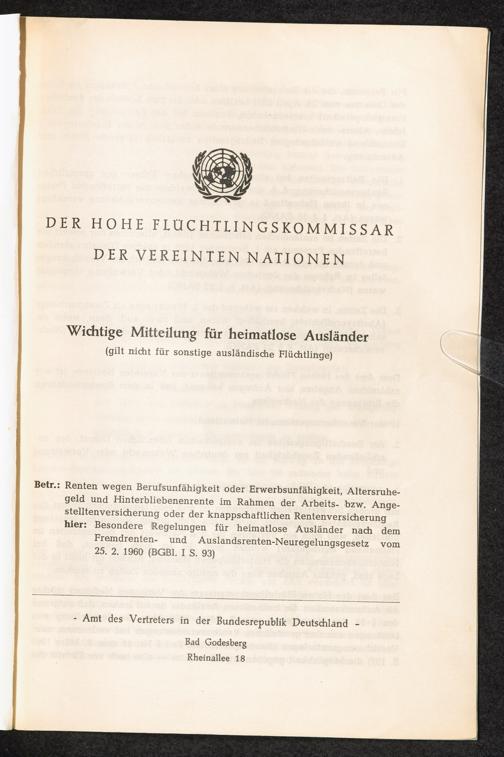 DER HOHE FLÜCHTLINGSKOMMISSAR
DER VEREINTEN NATIONEN
Wichtige Mitteilung für heimatlose Ausländer
(gilt nicht für sonstige ausländische Flüchtlinge)
Betr.: Renten wegen Berufsunfähigkeit oder Erwerbsunfähigkeit, Altersruhe-
geld und Hinterbliebenenrente im Rahmen der Arbeits- bzw. Ange-
stelltenversicherung oder der knappschaftlichen Rentenversicherung
hier: Besondere Regelungen für heimatlose Ausländer nach dem
Fremdrenten- und Auslandsrenten-Neuregelungsgesetz vom
25. 2. 1960 (BGBl. I S. 93)
- Amt des Vertreters in der Bundesrepublik Deutschland -
Bad Godesberg
Rheinallee 18